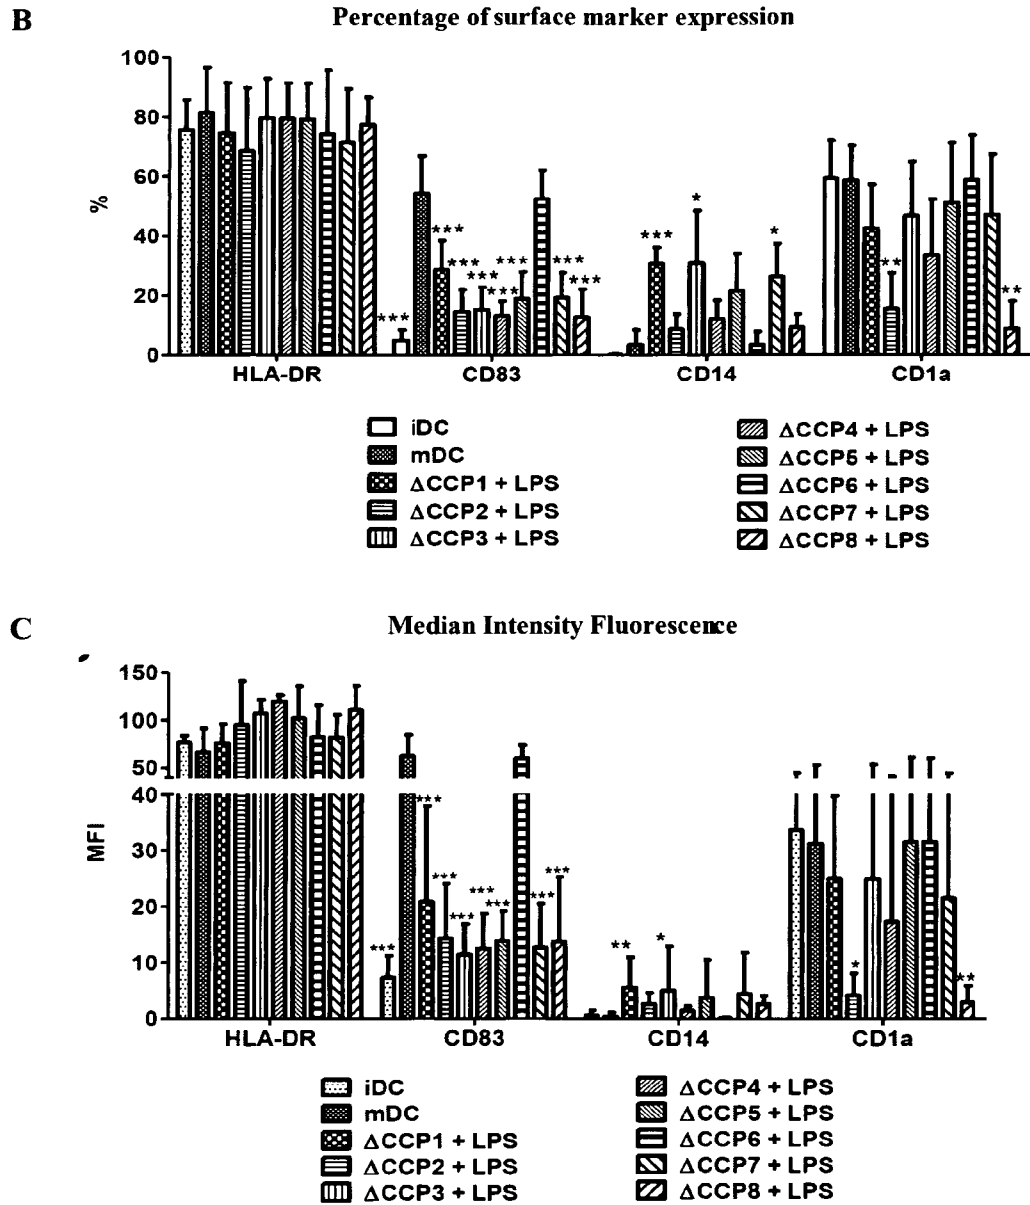 B
Percentage of surface marker expression
100
80
60
40
20
0
%
***
***
***
***
***
***
***
***
***
*
*
**
**
HLA-DR
CD83
CD14
CD1a
iDC
mDC
ΔCCP1 + LPS
ΔCCP2 + LPS
ΔCCP3 + LPS
ΔCCP4 + LPS
ΔCCP5 + LPS
ΔCCP6 + LPS
ΔCCP7 + LPS
ΔCCP8 + LPS
C
Median Intensity Fluorescence
150
100
50
40
30
20
10
0
MFI
***
***
***
***
***
***
***
***
**
*
*
**
HLA-DR
CD83
CD14
CD1a
iDC
mDC
ΔCCP1 + LPS
ΔCCP2 + LPS
ΔCCP3 + LPS
ΔCCP4 + LPS
ΔCCP5 + LPS
ΔCCP6 + LPS
ΔCCP7 + LPS
ΔCCP8 + LPS